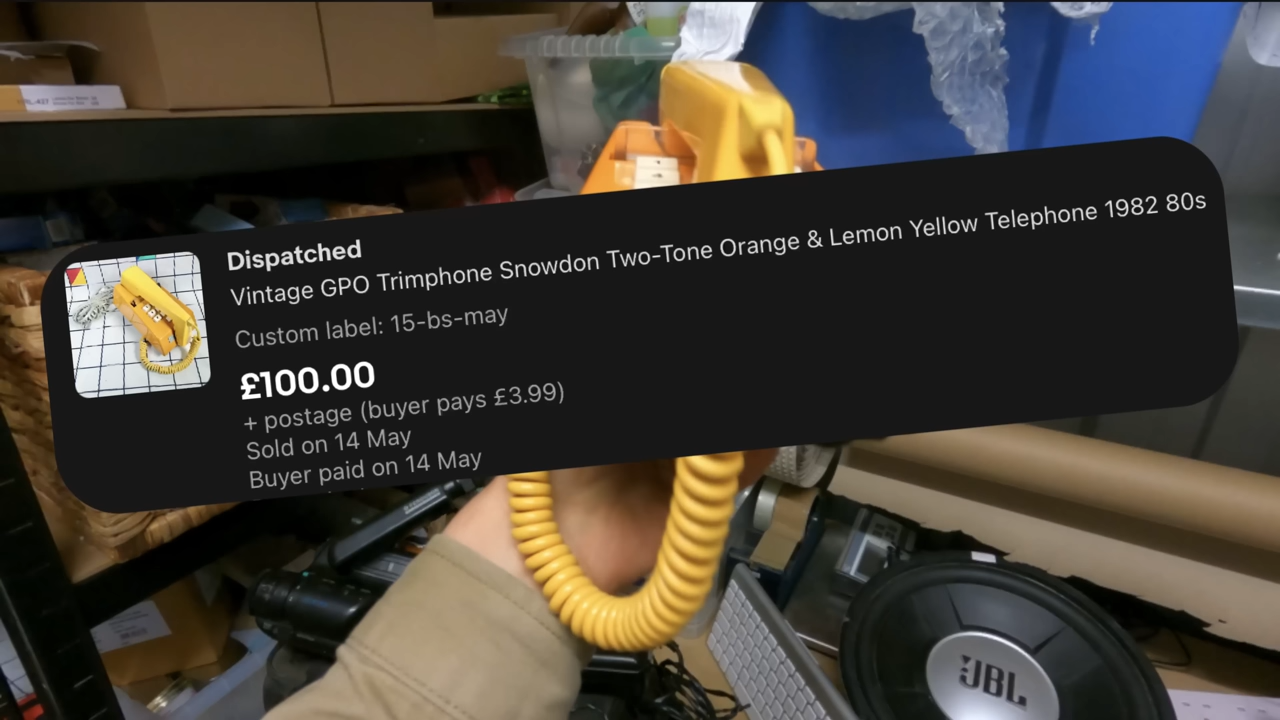 Dispatched
Vintage GPO Trimphone Snowdon Two-Tone Orange & Lemon Yellow Telephone 1982 80s
Custom label: 15-bs-may
£100.00
+ postage (buyer pays £3.99)
Sold on 14 May
Buyer paid on 14 May
JBL